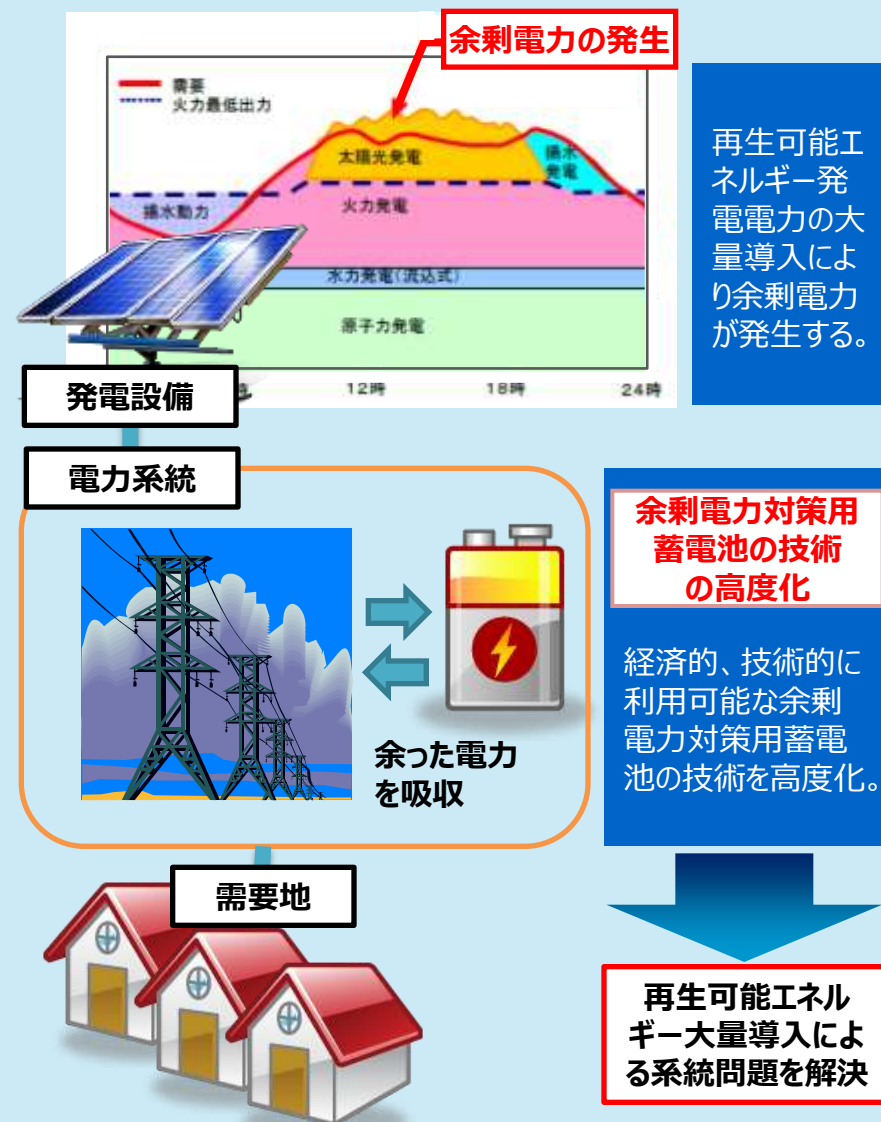 余剰電力の発生
需要
火力最低出力
太陽光発電
揚水
発電
揚水動力
火力発電
水力発電(流込式)
原子力発電
12時
18時
24時
再生可能エ
ネルギー発
電電力の大
量導入によ
り余剰電力
が発生する。
発電設備
電力系統
余った電力
を吸収
余剰電力対策用
蓄電池の技術
の高度化
経済的、技術的に
利用可能な余剰
電力対策用蓄電
池の技術を高度化。
需要地
再生可能エネル
ギー大量導入によ
る系統問題を解決